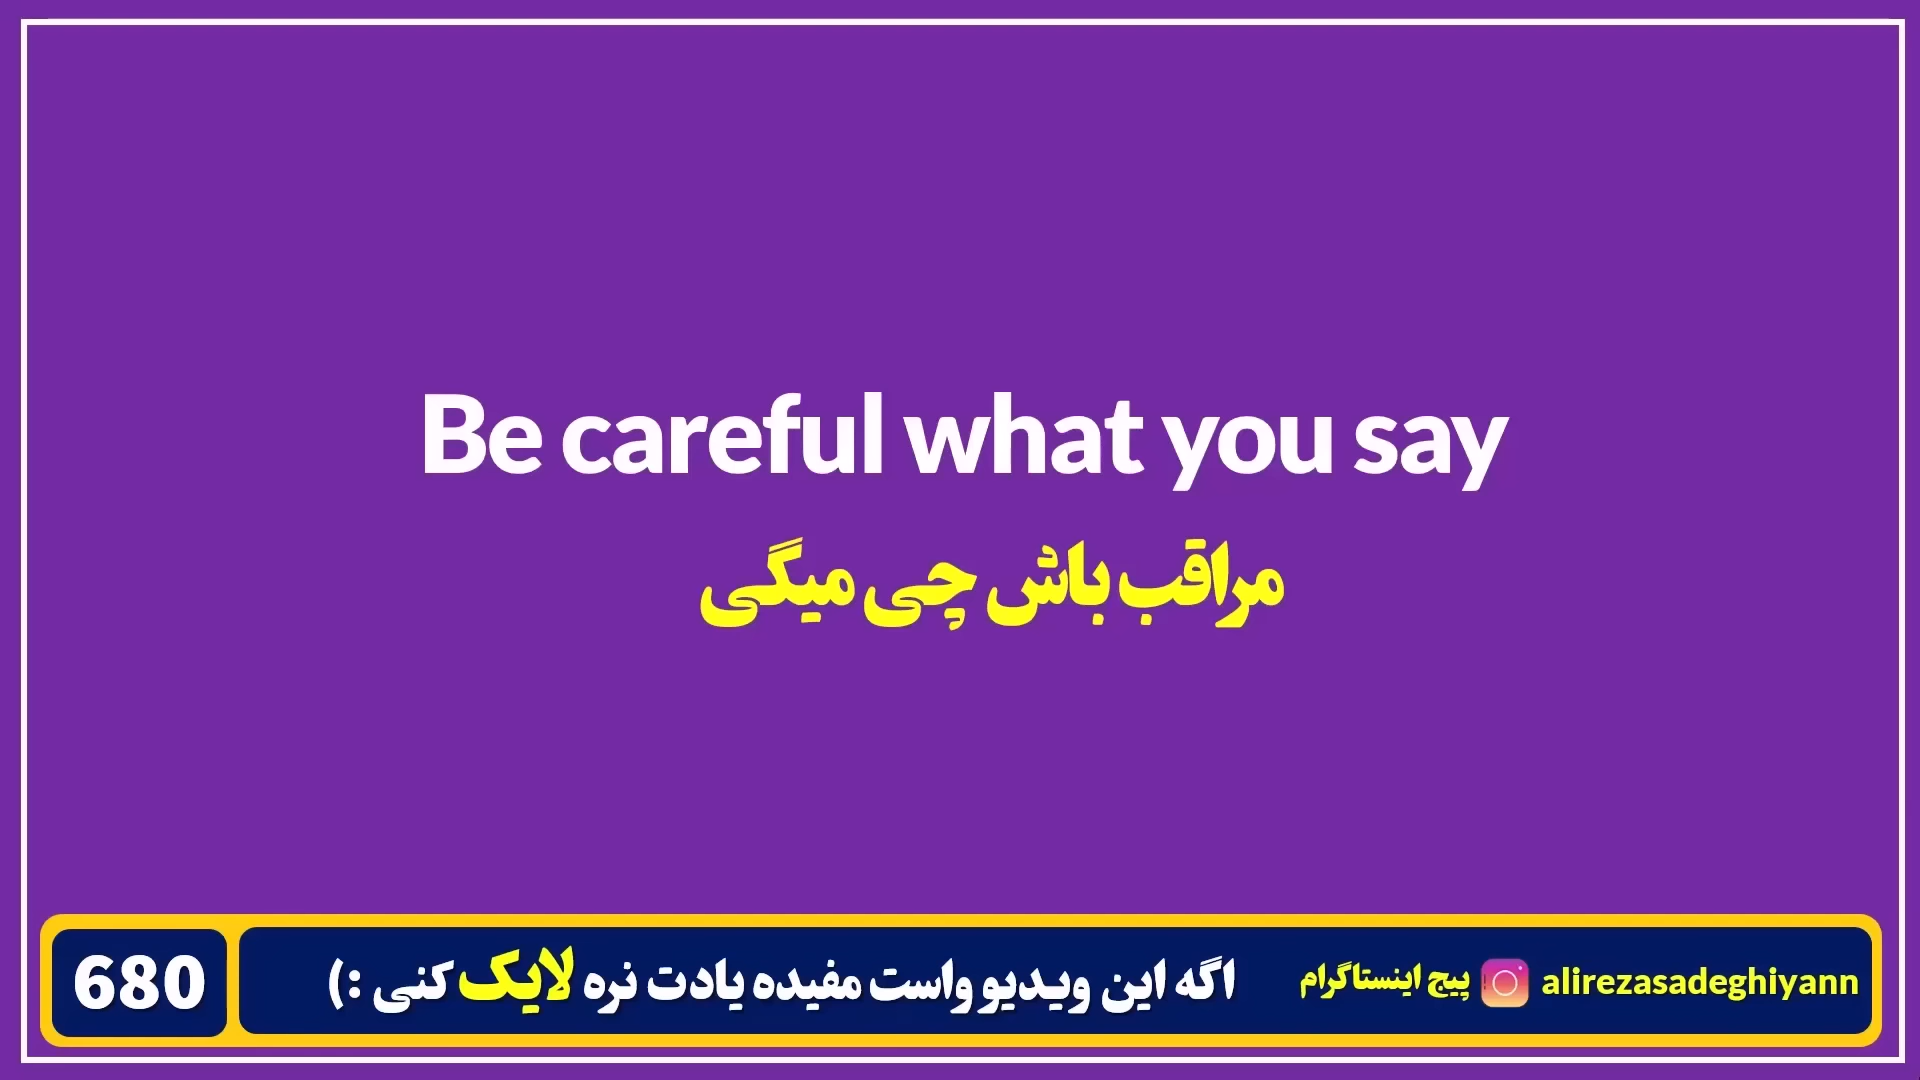 Be careful what you say
مراقب باش چی میگی
680
اگه این ویدیو واست مفیده یادت نره لایک کنی :)
پیج اینستاگرام alirezasadeghiyann